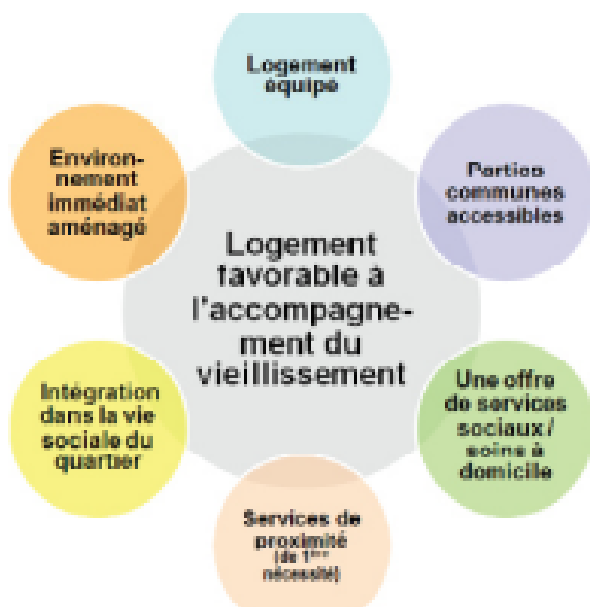 Logement
équipé
Parties
communes
accessibles
Une offre
de services
sociaux /
soins à
domicile
Services de
proximité
(de 1ère
nécessité)
Intégration
dans la vie
sociale du
quartier
Environ-
nement
immédiat
aménagé
Logement
favorable à
l'accompagne-
ment du
vieillissement